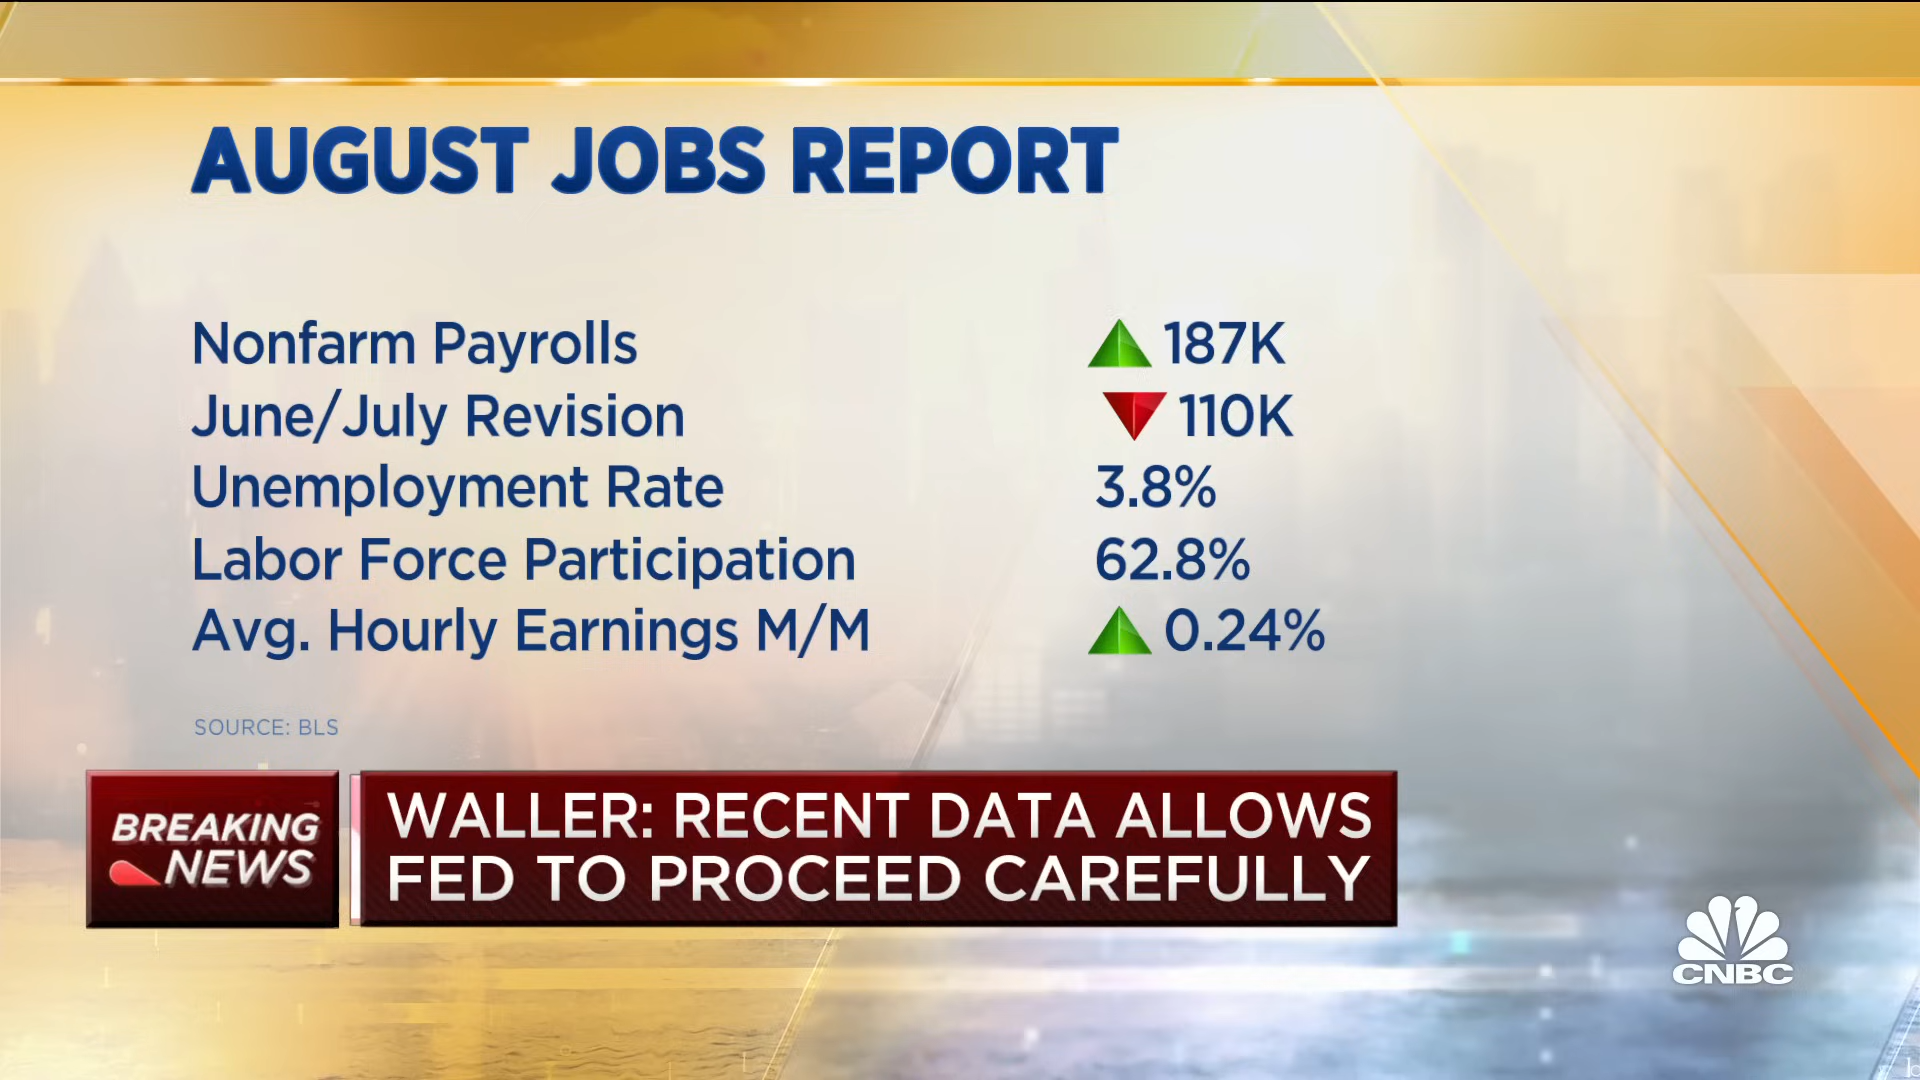 AUGUST JOBS REPORT
Nonfarm Payrolls 187K
June/July Revision 110K
Unemployment Rate 3.8%
Labor Force Participation 62.8%
Avg. Hourly Earnings M/M 0.24%
SOURCE: BLS
BREAKING NEWS
WALLER: RECENT DATA ALLOWS
FED TO PROCEED CAREFULLY
CNBC